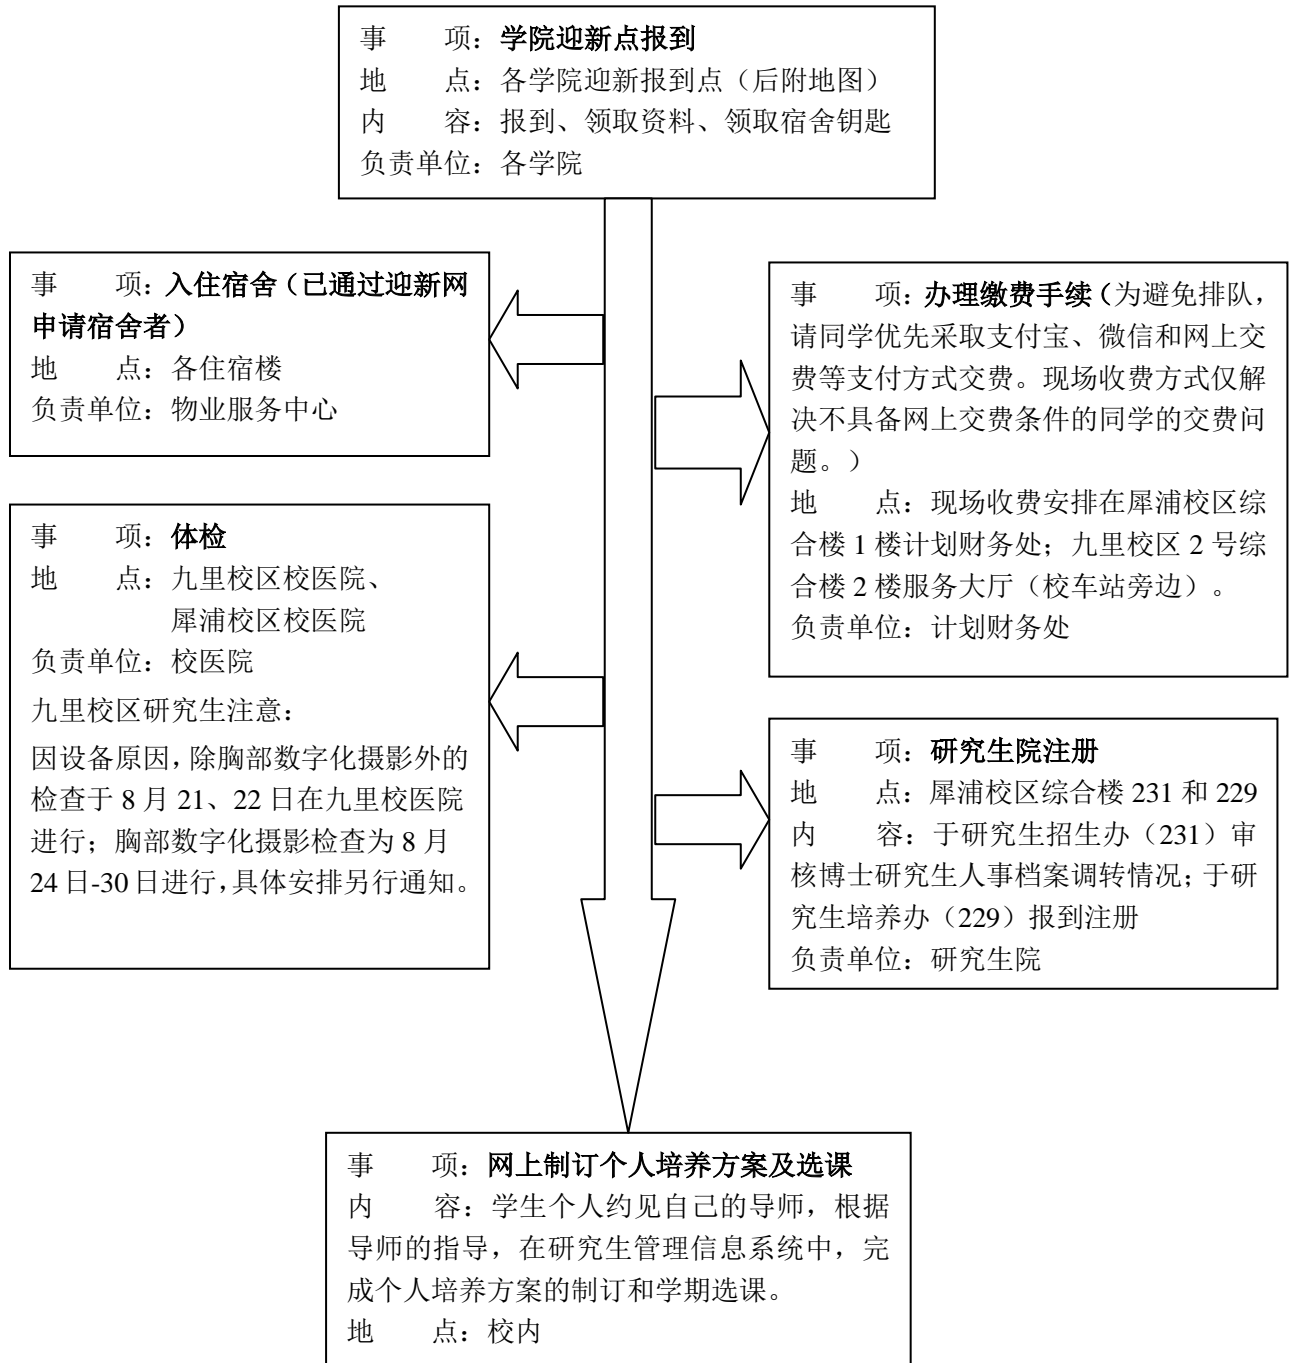 事　　项：学院迎新点报到
地　　点：各学院迎新报到点（后附地图）
内　　容：报到、领取资料、领取宿舍钥匙
负责单位：各学院
事　　项：入住宿舍（已通过迎新网
申请宿舍者）
地　　点：各住宿楼
负责单位：物业服务中心
事　　项：办理缴费手续（为避免排队，
请同学优先采取支付宝、微信和网上交
费等支付方式交费。现场收费方式仅解
决不具备网上交费条件的同学的交费问
题。）
地　　点：现场收费安排在犀浦校区综
合楼 1 楼计划财务处；九里校区 2 号综
合楼 2 楼服务大厅（校车站旁边）。
负责单位：计划财务处
事　　项：体检
地　　点：九里校区校医院、
犀浦校区校医院
负责单位：校医院
九里校区研究生注意：
因设备原因，除胸部数字化摄影外的
检查于 8 月 21、22 日在九里校医院
进行；胸部数字化摄影检查为 8 月
24 日-30 日进行，具体安排另行通知。
事　　项：研究生院注册
地　　点：犀浦校区综合楼 231 和 229
内　　容：于研究生招生办（231）审
核博士研究生人事档案调转情况；于研
究生培养办（229）报到注册
负责单位：研究生院
事　　项：网上制订个人培养方案及选课
内　　容：学生个人约见自己的导师，根据
导师的指导，在研究生管理信息系统中，完
成个人培养方案的制订和学期选课。
地　　点：校内